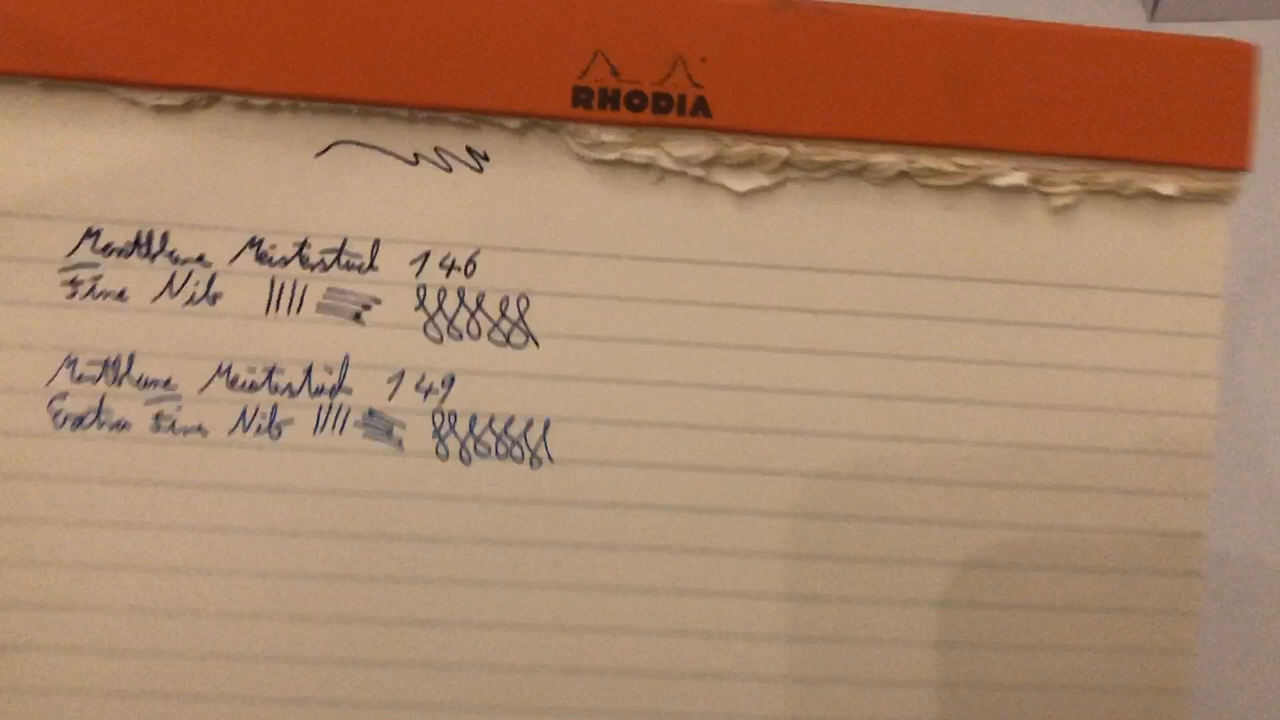 RHODIA
Montblanc Meisterstück 146
Fine Nib
Montblanc Meisterstück 149
Extra Fine Nib